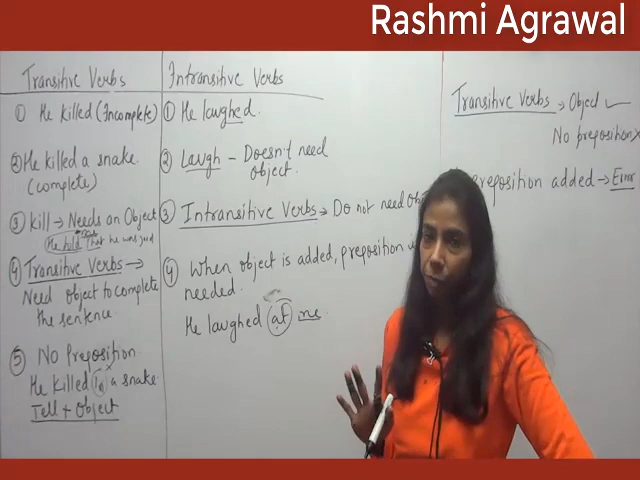 Rashmi Agrawal
Transitive Verbs
① He killed (Incomplete)
② He killed a snake.
(complete)
③ Kill → Needs an Object
He told that he was good
④ Transitive Verbs →
Need object to complete
the sentence.
⑤ No Preposition
He killed a snake.
Tell + Object
Intransitive Verbs
① He laughed.
② Laugh - Doesn't need
object.
③ Intransitive Verbs → Do not need
④ When object is added, preposition
needed.
He laughed at me.
Transitive Verbs → Object ✓
No preposition ×
preposition added → Error